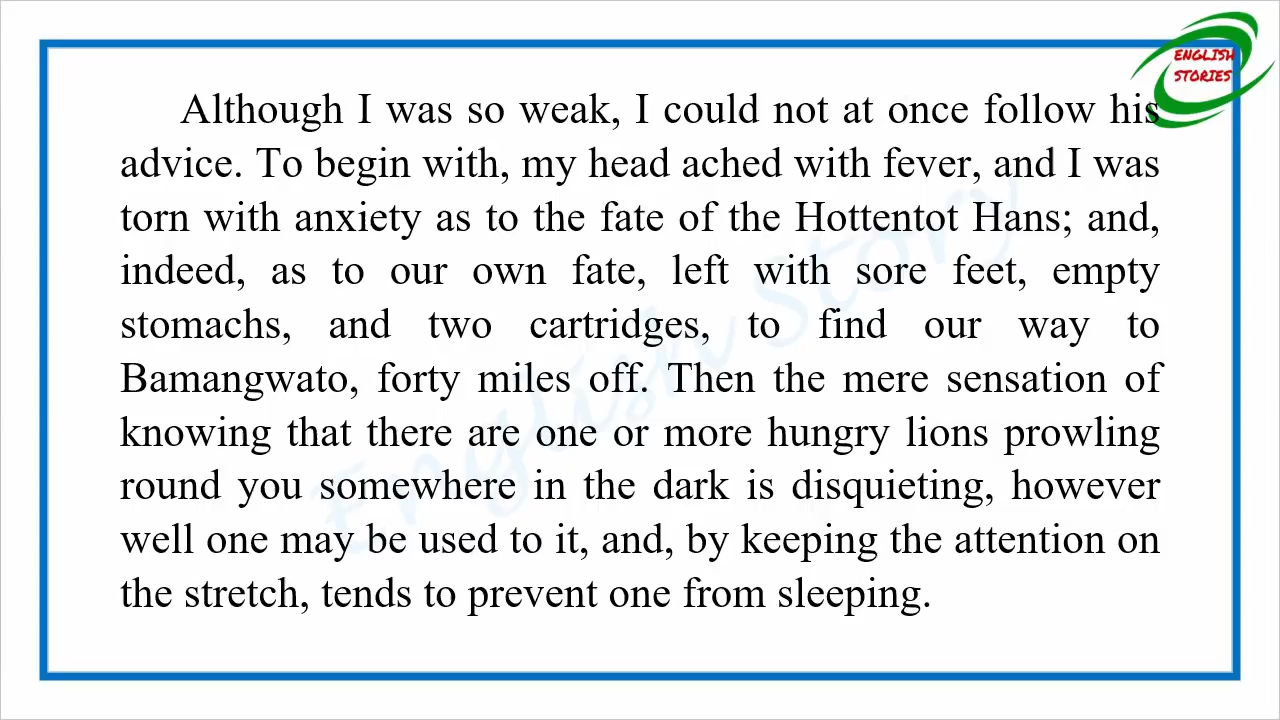 ENGLISH
STORIES
Although I was so weak, I could not at once follow his
advice. To begin with, my head ached with fever, and I was
torn with anxiety as to the fate of the Hottentot Hans; and,
indeed, as to our own fate, left with sore feet, empty
stomachs, and two cartridges, to find our way to
Bamangwato, forty miles off. Then the mere sensation of
knowing that there are one or more hungry lions prowling
round you somewhere in the dark is disquieting, however
well one may be used to it, and, by keeping the attention on
the stretch, tends to prevent one from sleeping.
English Story